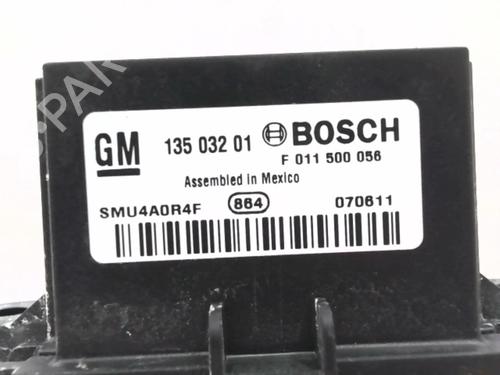 GM 135 032 01 BOSCH
F 011 500 056
Assembled in Mexico
SMU4A0R4F 864 070611